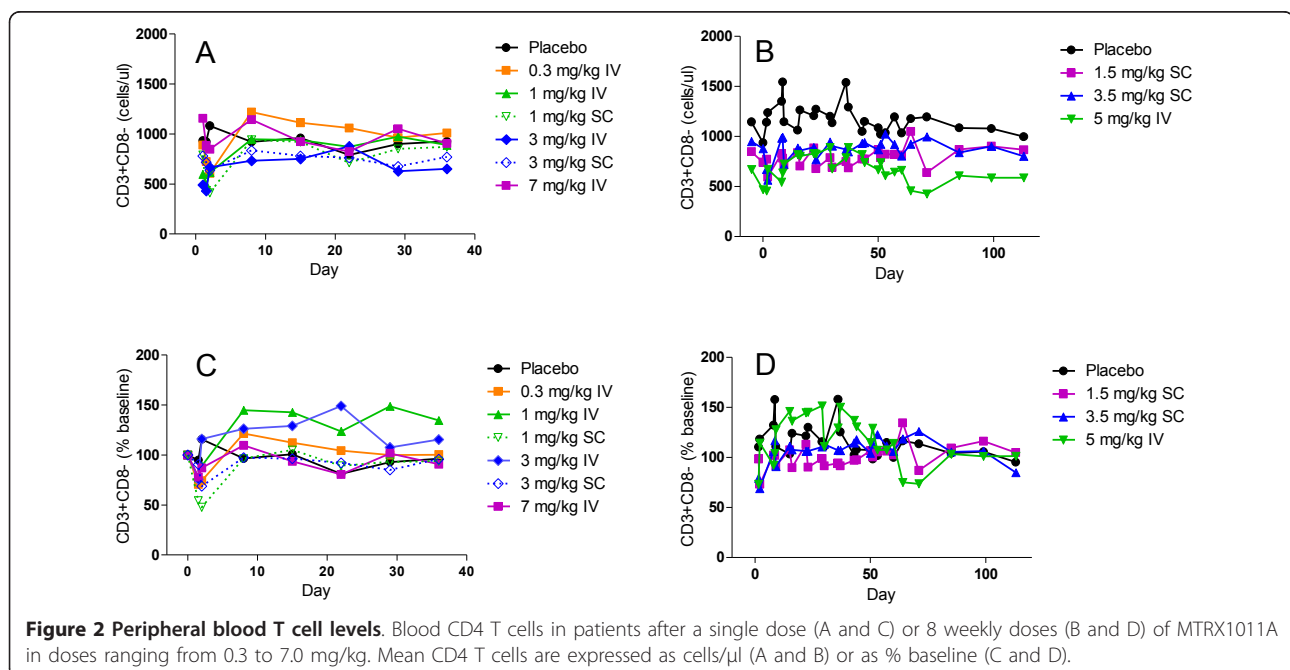 A
CD3+CD8- (cells/ul)
2000
1500
1000
500
0
0 10 20 30 40
Day
Placebo
0.3 mg/kg IV
1 mg/kg IV
1 mg/kg SC
3 mg/kg IV
3 mg/kg SC
7 mg/kg IV
B
CD3+CD8- (cells/ul)
2000
1500
1000
500
0
0 50 100
Day
Placebo
1.5 mg/kg SC
3.5 mg/kg SC
5 mg/kg IV
C
CD3+CD8- (% baseline)
200
150
100
50
0
0 10 20 30 40
Day
Placebo
0.3 mg/kg IV
1 mg/kg IV
1 mg/kg SC
3 mg/kg IV
3 mg/kg SC
7 mg/kg IV
D
CD3+CD8- (% baseline)
200
150
100
50
0
0 50 100
Day
Placebo
1.5 mg/kg SC
3.5 mg/kg SC
5 mg/kg IV
Figure 2 Peripheral blood T cell levels. Blood CD4 T cells in patients after a single dose (A and C) or 8 weekly doses (B and D) of MTRX1011A
in doses ranging from 0.3 to 7.0 mg/kg. Mean CD4 T cells are expressed as cells/μl (A and B) or as % baseline (C and D).